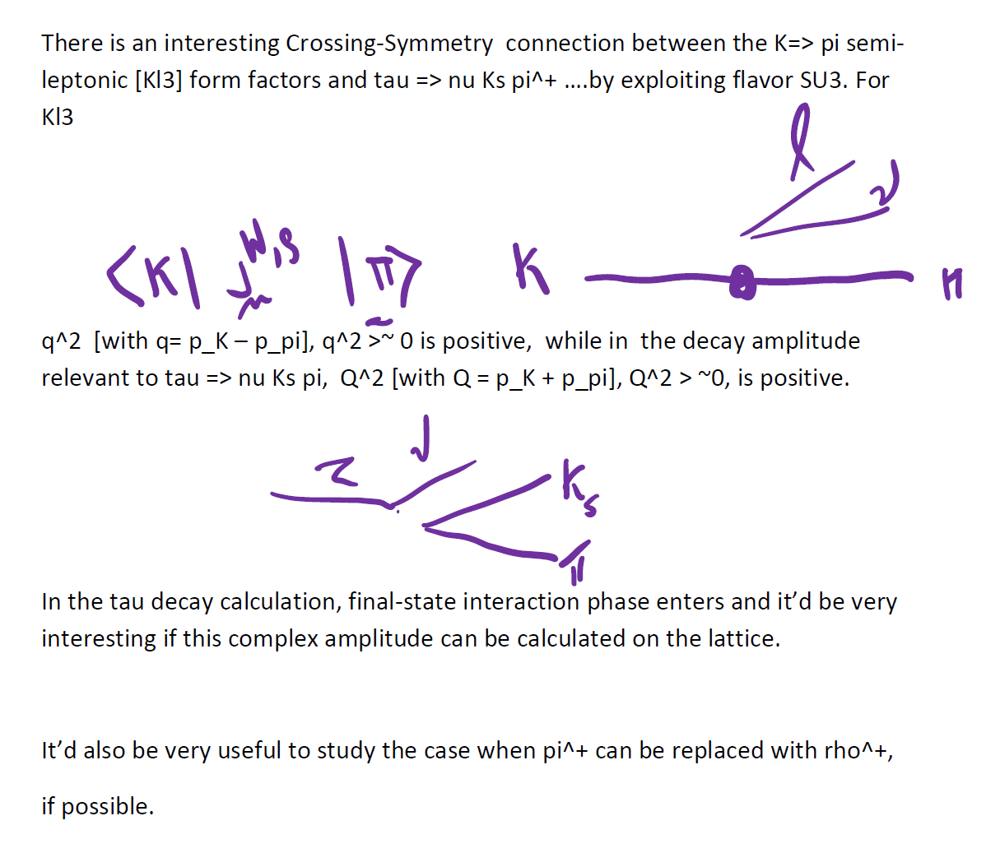 There is an interesting Crossing-Symmetry connection between the K=> pi semi-
leptonic [Kl3] form factors and tau => nu Ks pi^+ ....by exploiting flavor SU3. For
Kl3
l
ν
<K| J_μ^{W,S} |π> K π
q^2 [with q= p_K – p_pi], q^2 >~ 0 is positive, while in the decay amplitude
relevant to tau => nu Ks pi, Q^2 [with Q = p_K + p_pi], Q^2 > ~0, is positive.
ν
τ K_s
π
In the tau decay calculation, final-state interaction phase enters and it’d be very
interesting if this complex amplitude can be calculated on the lattice.
It’d also be very useful to study the case when pi^+ can be replaced with rho^+,
if possible.